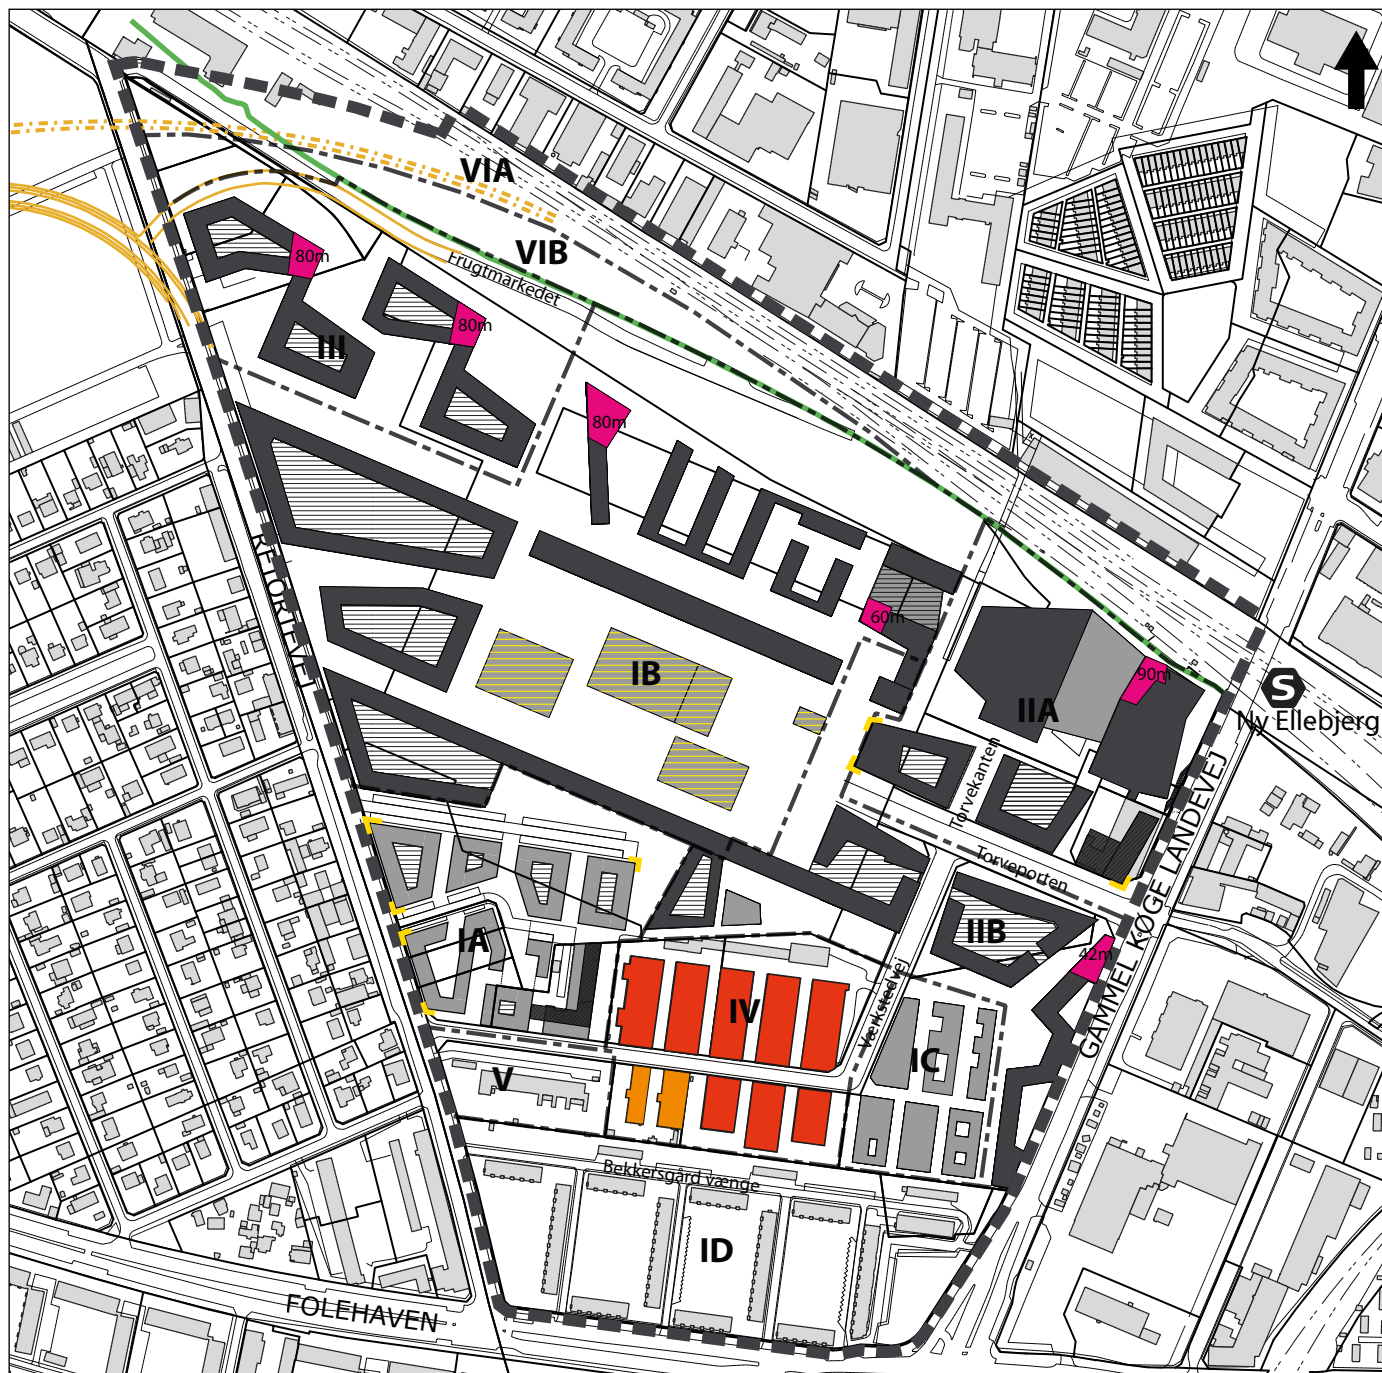 VIA
VIB
Frugtmarkedet
80m
80m
III
80m
RETORTVEJ
60m
IB
90m
S
Ny Ellebjerg
IIA
Torvekanten
GAMMEL KØGE LANDEVEJ
Torveporten
IIB
42m
IA
IV
Værkstedvej
IC
V
Bekkersgård vænge
ID
FOLEHAVEN